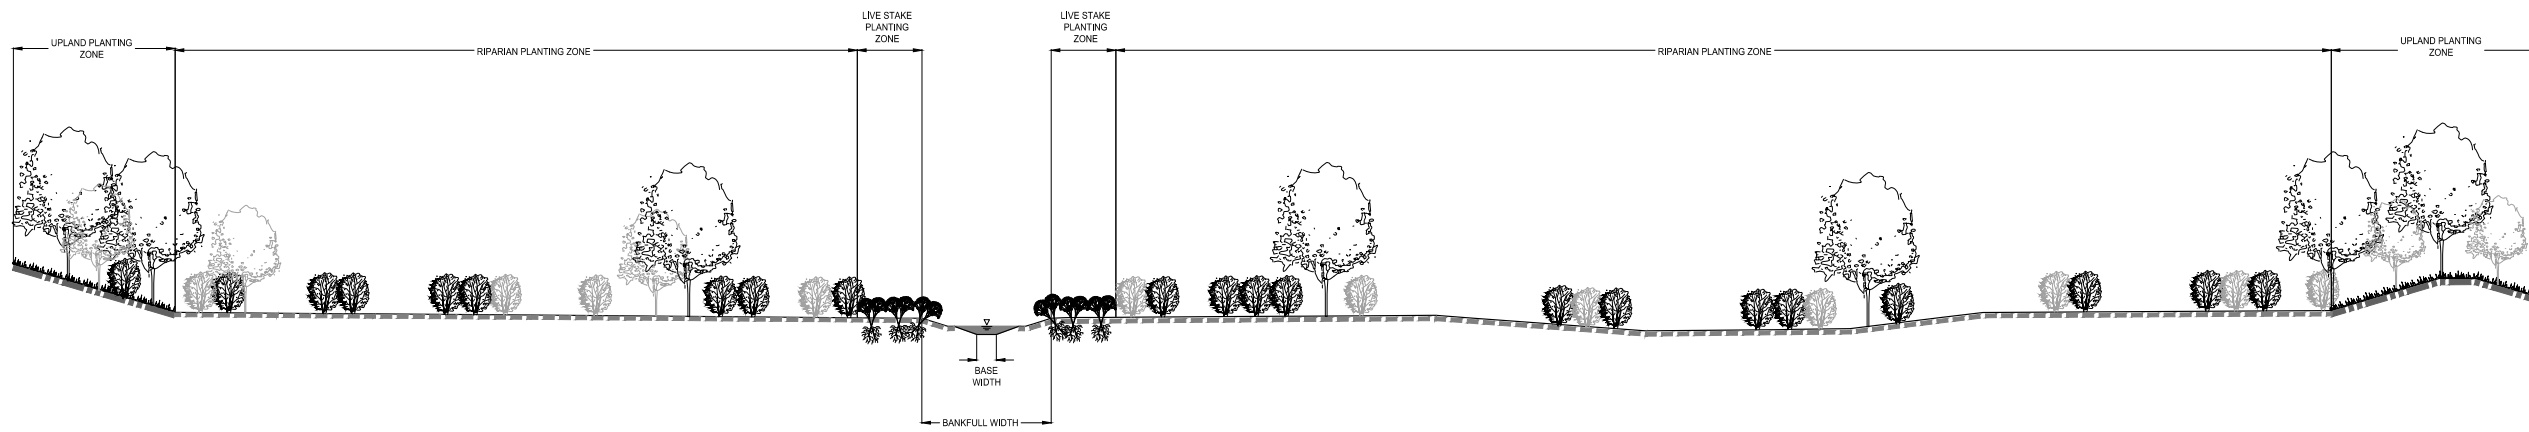 UPLAND PLANTING
ZONE
RIPARIAN PLANTING ZONE
LIVE STAKE
PLANTING
ZONE
LIVE STAKE
PLANTING
ZONE
RIPARIAN PLANTING ZONE
UPLAND PLANTING
ZONE
BASE
WIDTH
BANKFULL WIDTH